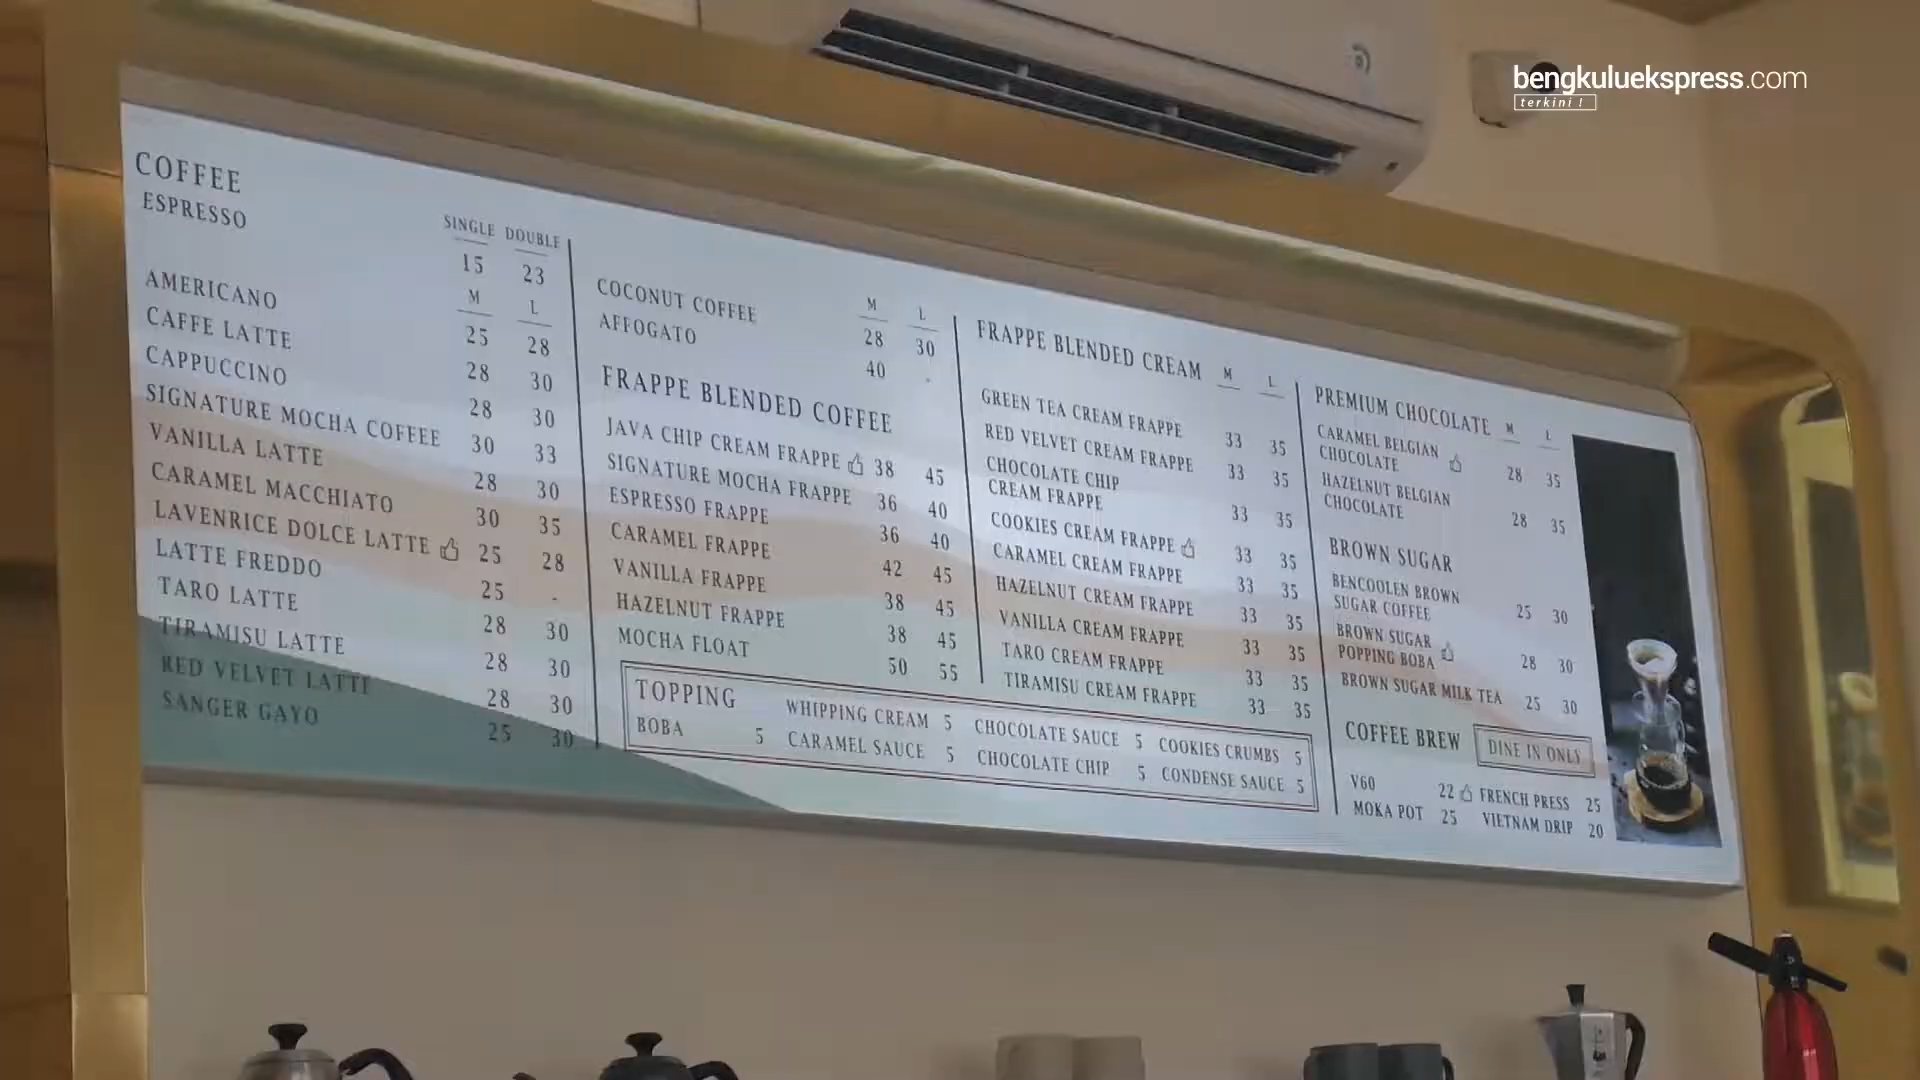 bengkuluekspress.com
terkini !
COFFEE
SINGLE DOUBLE
ESPRESSO 15 23
M L
AMERICANO 25 28
CAFFE LATTE 28 30
CAPPUCCINO 28 30
SIGNATURE MOCHA COFFEE 30 33
VANILLA LATTE 28 30
CARAMEL MACCHIATO 30 35
LAVENRICE DOLCE LATTE 25 28
LATTE FREDDO 25 -
TARO LATTE 28 30
TIRAMISU LATTE 28 30
RED VELVET LATTE 28 30
SANGER GAYO 25 30
M L
COCONUT COFFEE 28 30
AFFOGATO 40 -
FRAPPE BLENDED COFFEE
JAVA CHIP CREAM FRAPPE 38 45
SIGNATURE MOCHA FRAPPE 36 40
ESPRESSO FRAPPE 36 40
CARAMEL FRAPPE 42 45
VANILLA FRAPPE 38 45
HAZELNUT FRAPPE 38 45
MOCHA FLOAT 50 55
TOPPING
WHIPPING CREAM 5 CHOCOLATE SAUCE 5 COOKIES CRUMBS 5
BOBA 5 CARAMEL SAUCE 5 CHOCOLATE CHIP 5 CONDENSE SAUCE 5
FRAPPE BLENDED CREAM M L
GREEN TEA CREAM FRAPPE 33 35
RED VELVET CREAM FRAPPE 33 35
CHOCOLATE CHIP
CREAM FRAPPE 33 35
COOKIES CREAM FRAPPE 33 35
CARAMEL CREAM FRAPPE 33 35
HAZELNUT CREAM FRAPPE 33 35
VANILLA CREAM FRAPPE 33 35
TARO CREAM FRAPPE 33 35
TIRAMISU CREAM FRAPPE 33 35
PREMIUM CHOCOLATE M L
CARAMEL BELGIAN
CHOCOLATE 28 35
HAZELNUT BELGIAN
CHOCOLATE 28 35
BROWN SUGAR
BENCOOLEN BROWN
SUGAR COFFEE 25 30
BROWN SUGAR
POPPING BOBA 28 30
BROWN SUGAR MILK TEA 25 30
COFFEE BREW DINE IN ONLY
V60 22 FRENCH PRESS 25
MOKA POT 25 VIETNAM DRIP 20